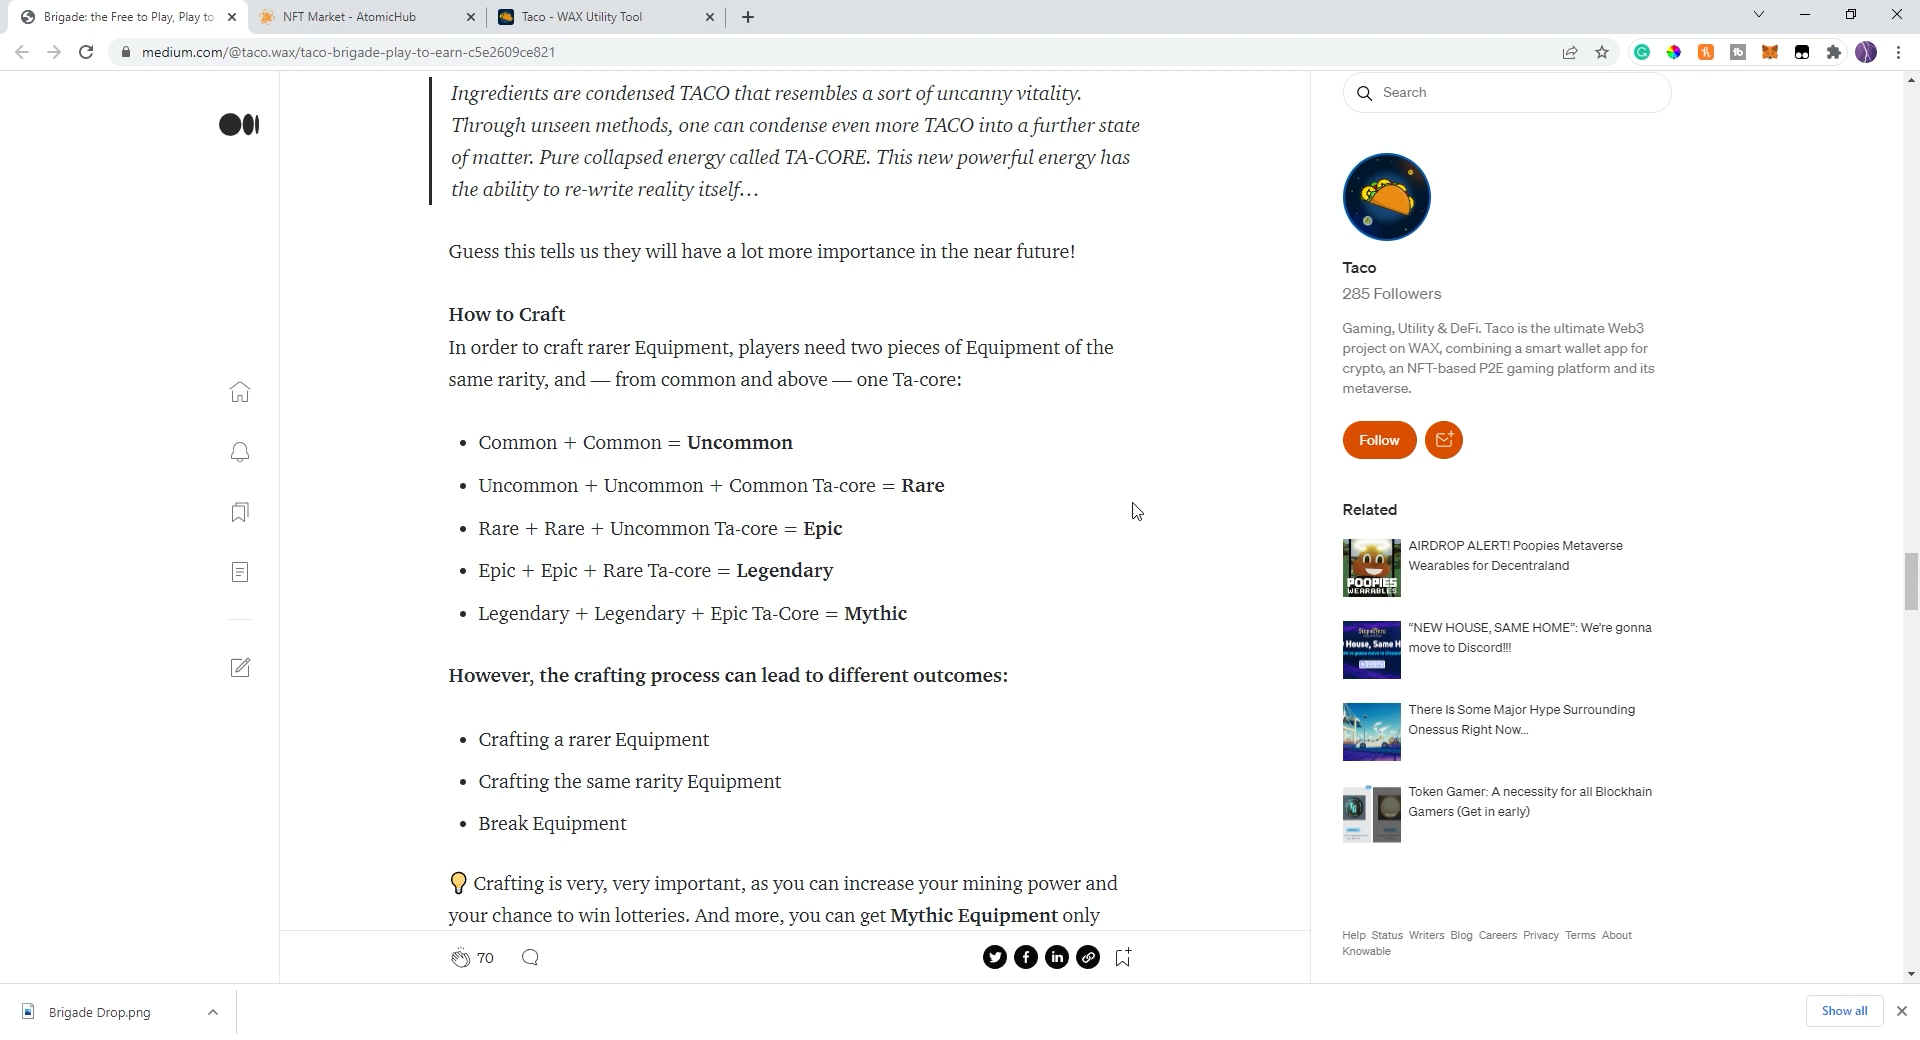 Brigade: the Free to Play, Play to
NFT Market - AtomicHub
Taco - WAX Utility Tool
medium.com/@taco.wax/taco-brigade-play-to-earn-c5e2609ce821
Ingredients are condensed TACO that resembles a sort of uncanny vitality.
Through unseen methods, one can condense even more TACO into a further state
of matter. Pure collapsed energy called TA-CORE. This new powerful energy has
the ability to re-write reality itself…
Guess this tells us they will have a lot more importance in the near future!
How to Craft
In order to craft rarer Equipment, players need two pieces of Equipment of the
same rarity, and — from common and above — one Ta-core:
• Common + Common = Uncommon
• Uncommon + Uncommon + Common Ta-core = Rare
• Rare + Rare + Uncommon Ta-core = Epic
• Epic + Epic + Rare Ta-core = Legendary
• Legendary + Legendary + Epic Ta-Core = Mythic
However, the crafting process can lead to different outcomes:
• Crafting a rarer Equipment
• Crafting the same rarity Equipment
• Break Equipment
💡 Crafting is very, very important, as you can increase your mining power and
your chance to win lotteries. And more, you can get Mythic Equipment only
70
Search
Taco
285 Followers
Gaming, Utility & DeFi. Taco is the ultimate Web3
project on WAX, combining a smart wallet app for
crypto, an NFT-based P2E gaming platform and its
metaverse.
Follow
Related
POOPIES
WEARABLES
AIRDROP ALERT! Poopies Metaverse
Wearables for Decentraland
House, Same H
"NEW HOUSE, SAME HOME": We're gonna
move to Discord!!!
There Is Some Major Hype Surrounding
Onessus Right Now...
Token Gamer: A necessity for all Blockhain
Gamers (Get in early)
Help Status Writers Blog Careers Privacy Terms About
Knowable
Brigade Drop.png
Show all